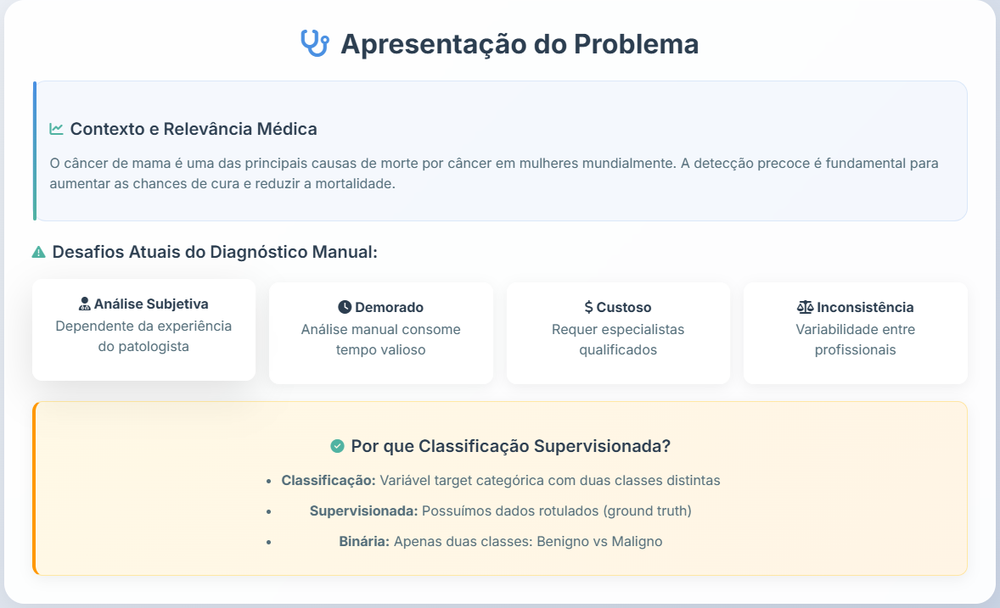 Apresentação do Problema
Contexto e Relevância Médica
O câncer de mama é uma das principais causas de morte por câncer em mulheres mundialmente. A detecção precoce é fundamental para
aumentar as chances de cura e reduzir a mortalidade.
Desafios Atuais do Diagnóstico Manual:
Análise Subjetiva
Dependente da experiência
do patologista
Demorado
Análise manual consome
tempo valioso
$ Custoso
Requer especialistas
qualificados
Inconsistência
Variabilidade entre
profissionais
Por que Classificação Supervisionada?
• Classificação: Variável target categórica com duas classes distintas
• Supervisionada: Possuímos dados rotulados (ground truth)
• Binária: Apenas duas classes: Benigno vs Maligno